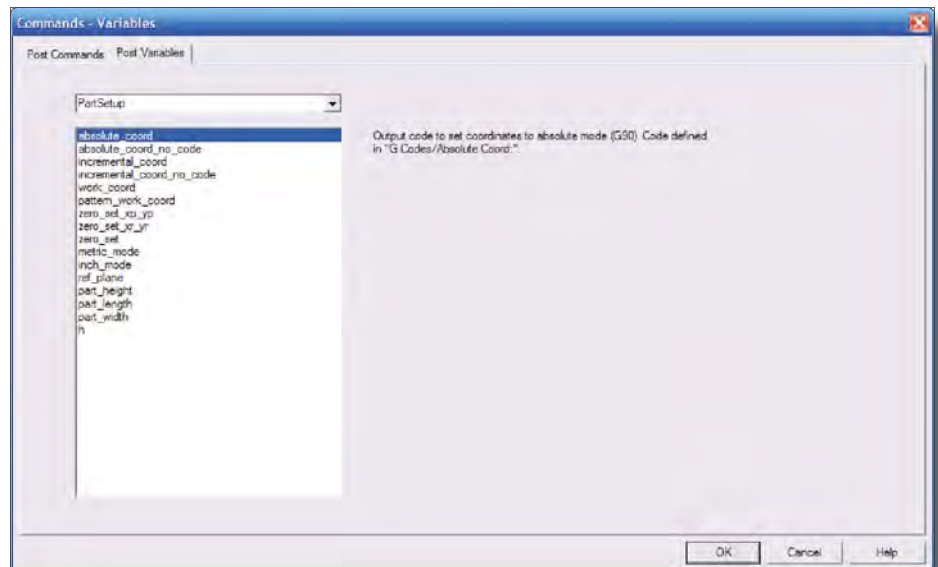 Commands - Variables
Post Commands
Post Variables
PartSetup
absolute_coord
absolute_coord_no_code
incremental_coord
incremental_coord_no_code
work_coord
pattern_work_coord
zero_set_xp_yp
zero_set_xr_yr
zero_set
metric_mode
inch_mode
ref_plane
part_height
part_length
part_width
h
Output code to set coordinates to absolute mode (G90). Code defined
in "G Codes/Absolute Coord:".
OK
Cancel
Help